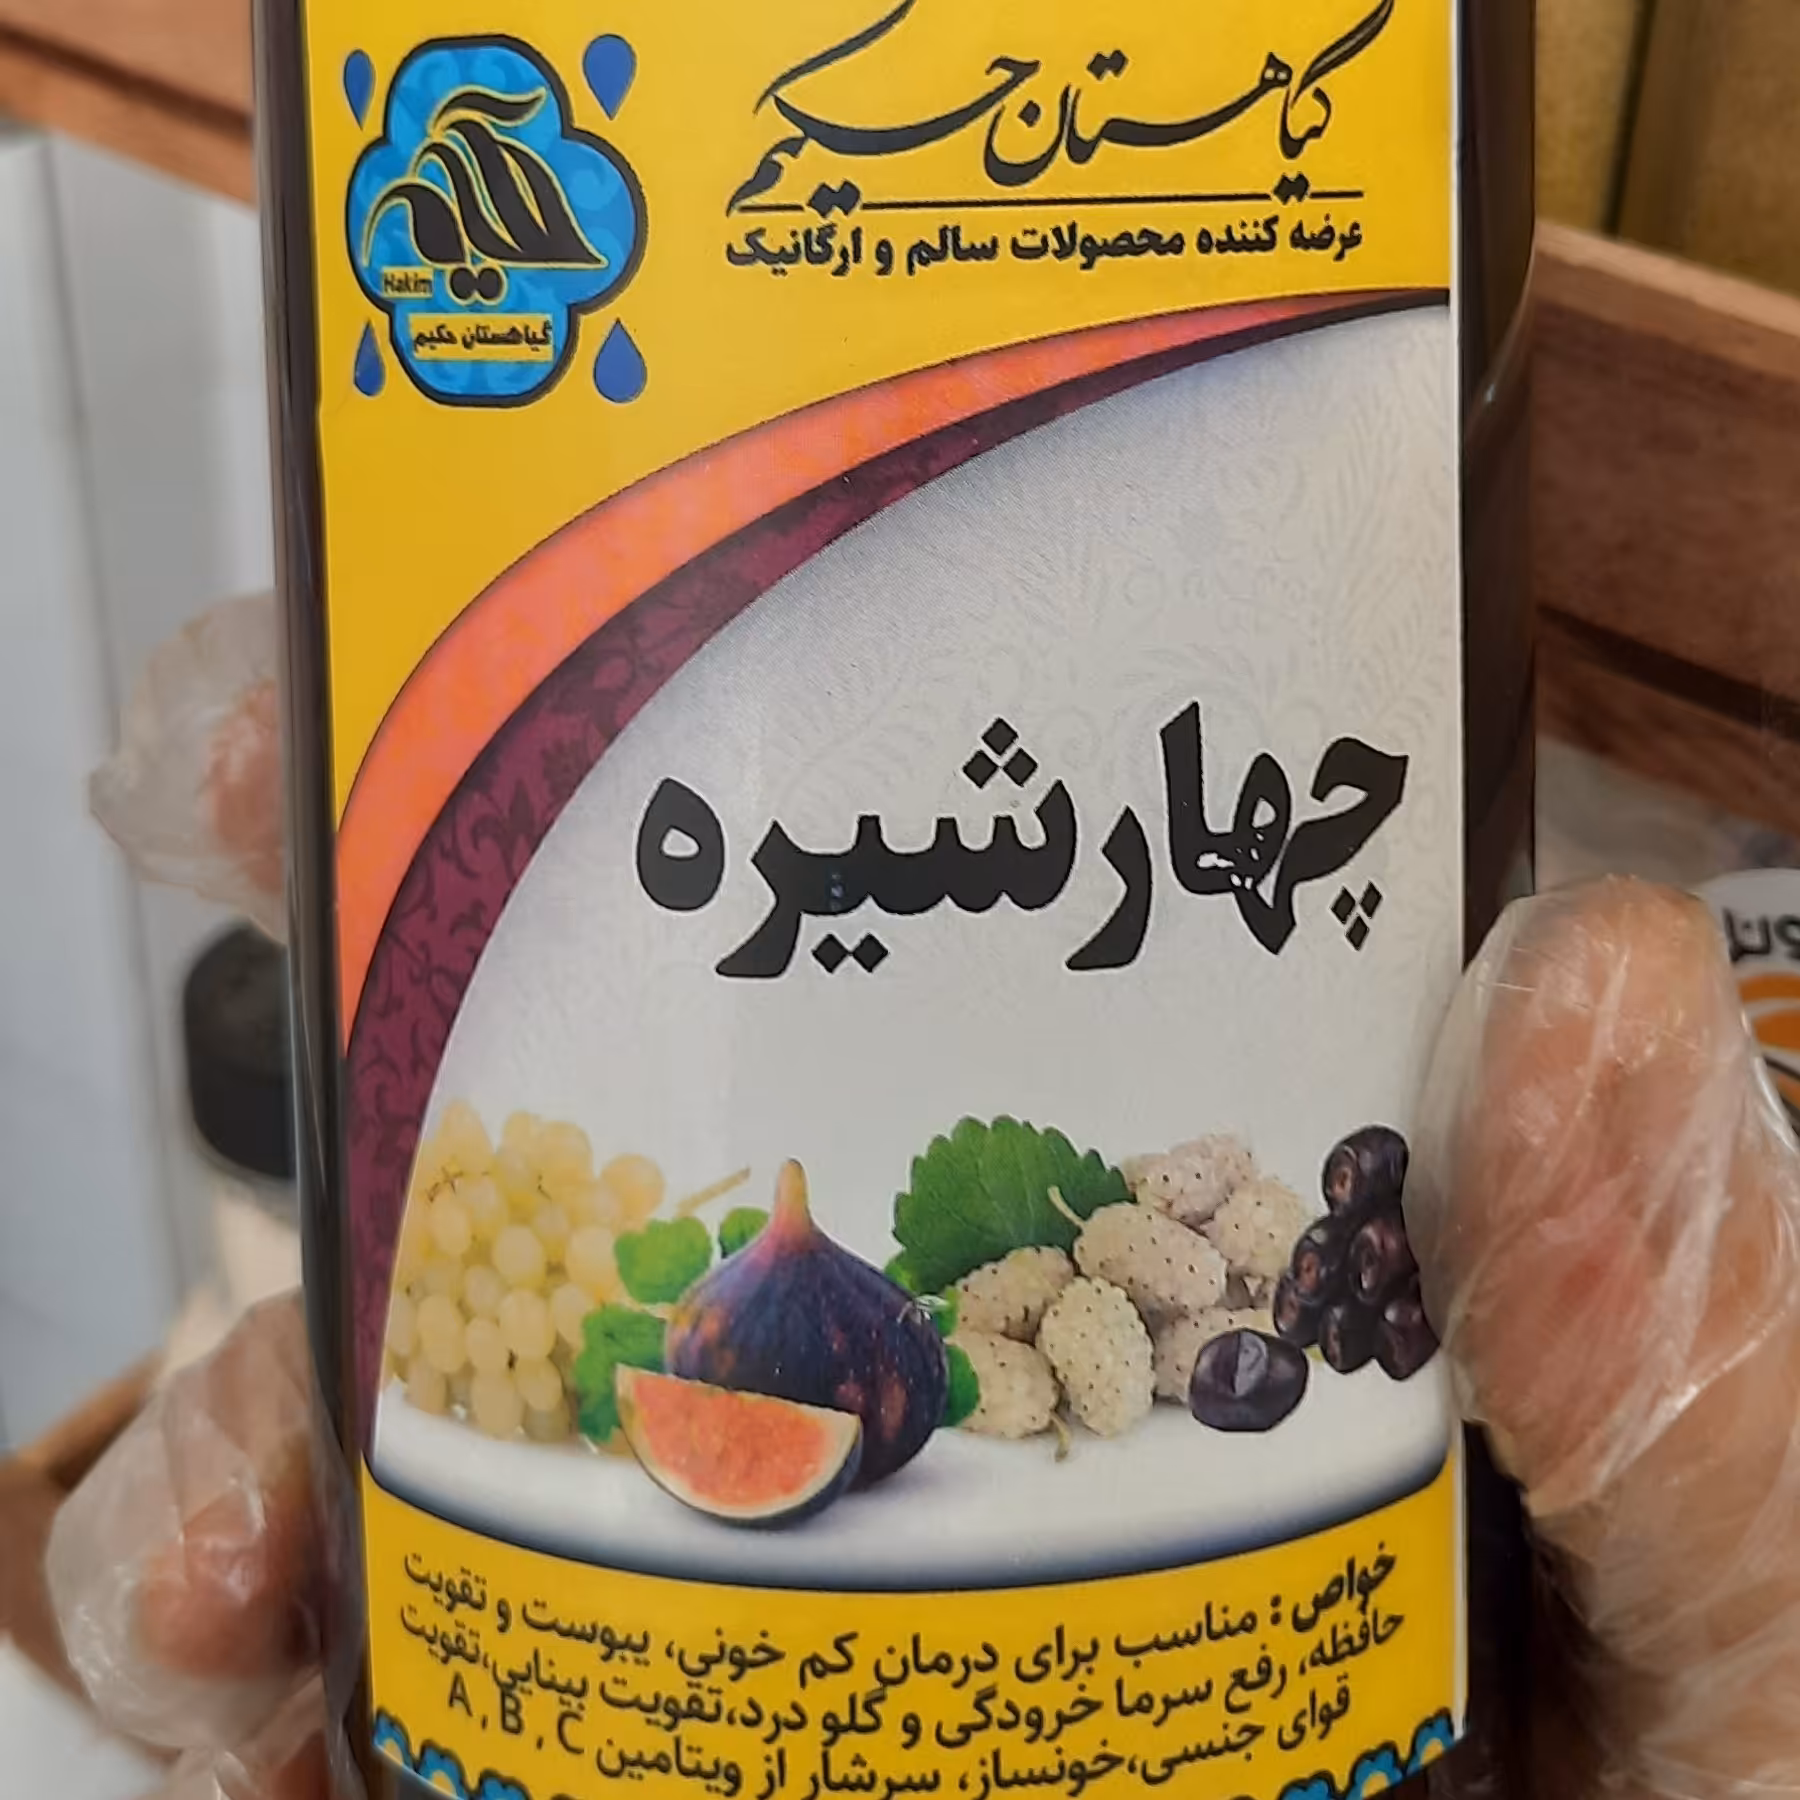 گیاهستان حکیم
عرضه کننده محصولات سالم و ارگانیک
Hakim
گیاهستان حکیم
چهارشیره
خواص: مناسب برای درمان کم خونی، یبوست و تقویت
حافظه، رفع سرما خرودگی و گلو درد،تقویت بینایی،تقویت
قوای جنسی،خونساز، سرشار از ویتامین A , B , C